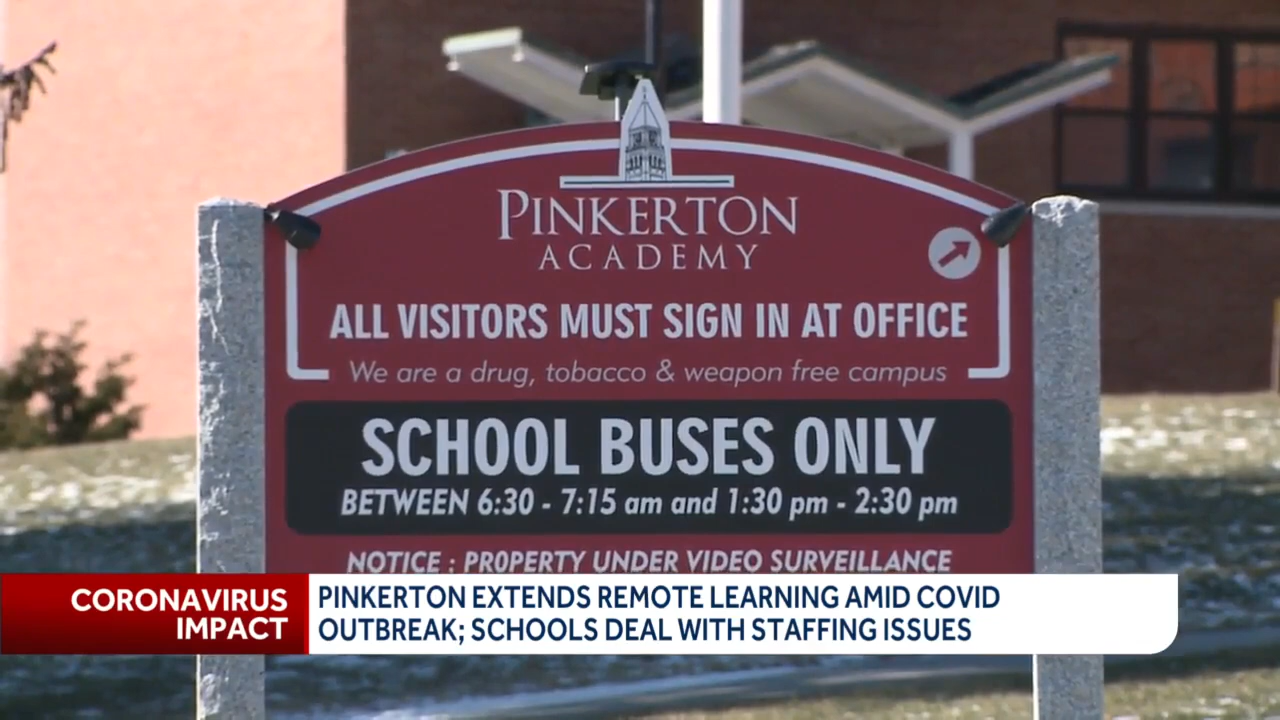 PINKERTON
ACADEMY
ALL VISITORS MUST SIGN IN AT OFFICE
We are a drug, tobacco & weapon free campus
SCHOOL BUSES ONLY
BETWEEN 6:30 - 7:15 am and 1:30 pm - 2:30 pm
NOTICE : PROPERTY UNDER VIDEO SURVEILLANCE
CORONAVIRUS
IMPACT
PINKERTON EXTENDS REMOTE LEARNING AMID COVID
OUTBREAK; SCHOOLS DEAL WITH STAFFING ISSUES